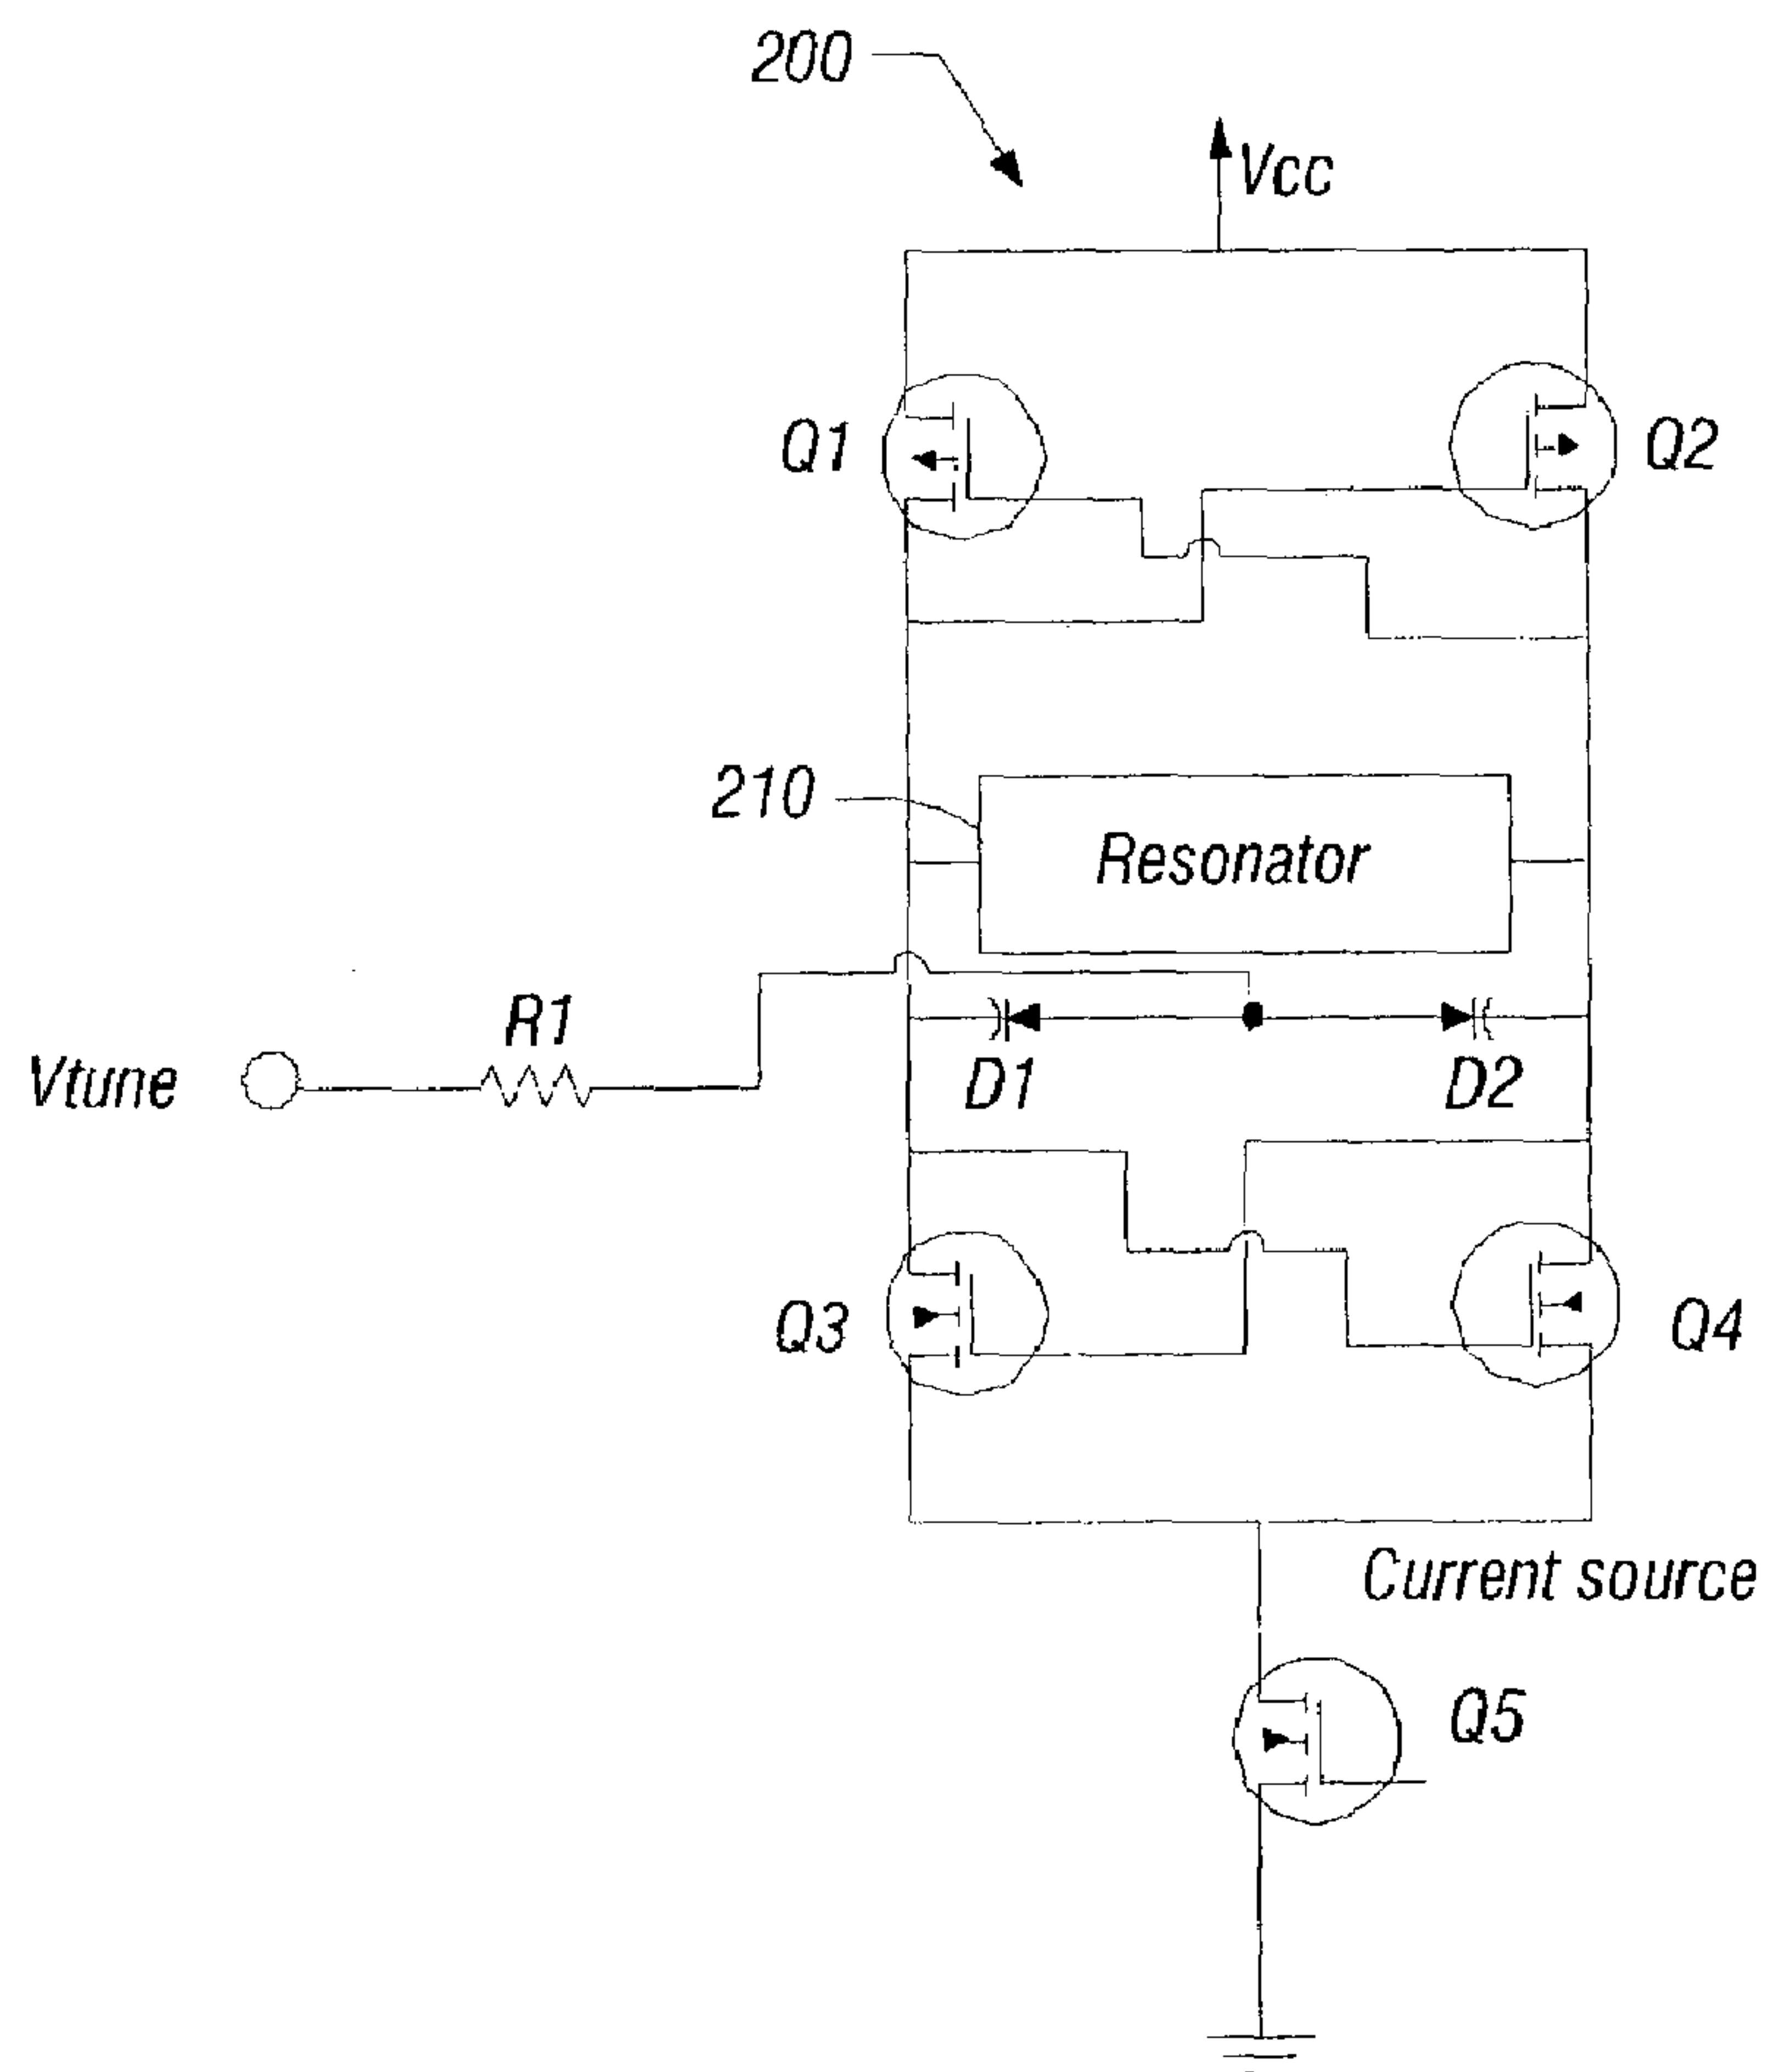 200
Vcc
Q1
Q2
210
Resonator
R1
Vtune
D1
D2
Q3
Q4
Current source
Q5